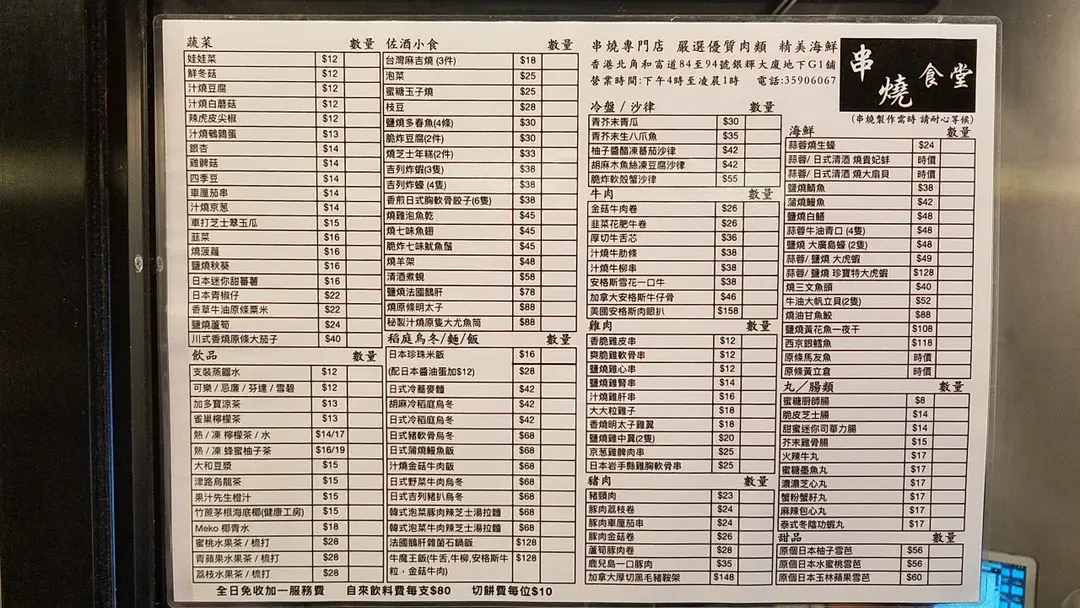 蔬菜 數量
娃娃菜 $12
鮮冬菇 $12
汁燒豆腐 $12
汁燒白蘑菇 $12
辣虎皮尖椒 $12
汁燒鵪鶉蛋 $13
銀杏 $14
雞髀菇 $14
四季豆 $14
車厘茄串 $14
汁燒京葱 $14
車打芝士翠玉瓜 $15
韮菜 $16
燒菠蘿 $16
鹽燒秋葵 $16
日本迷你甜蕃薯 $16
日本青椒仔 $22
香草牛油原條粟米 $22
鹽燒蘆筍 $24
川式香燒原條大茄子 $40
飲品 數量
支裝蒸餾水 $12
可樂 / 忌廉 / 芬達 / 雪碧 $12
加多寶涼茶 $13
雀巢檸檬茶 $13
熱 / 凍 檸檬茶 / 水 $14/17
熱 / 凍 蜂蜜柚子茶 $16/19
大和豆漿 $15
津路烏龍茶 $15
果汁先生橙汁 $15
竹蔗茅根海底椰(健康工房) $15
Meko 椰青水 $18
蜜桃水果茶 / 梳打 $28
青蘋果水果茶 / 梳打 $28
荔枝水果茶 / 梳打 $28
佐酒小食 數量
台灣麻吉燒 (3件) $18
泡菜 $25
蜜糖玉子燒 $25
枝豆 $28
鹽燒多春魚(4條) $30
脆炸豆腐(2件) $30
燒芝士年糕(2件) $33
吉列炸蝦(3隻) $38
吉列炸蠔 (4隻) $38
香煎日式胸軟骨餃子(6隻) $38
燒雞泡魚乾 $45
燒七味魚翅 $45
脆炸七味魷魚鬚 $45
燒羊架 $48
清酒煮蜆 $58
鹽燒法國鵝肝 $78
燒原條明太子 $88
秘製汁燒原隻大尤魚筒 $88
稻庭烏冬/麵/飯 數量
日本珍珠米飯 $16
(配日本醬油蛋加$12) $28
日式冷蕎麥麵 $42
胡麻冷稻庭烏冬 $42
日式冷稻庭烏冬 $42
日式豬軟骨烏冬 $68
日式蒲燒鰻魚飯 $68
汁燒金菇牛肉飯 $68
日式野菜牛肉烏冬 $68
日式吉列豬扒烏冬 $68
韓式泡菜豚肉辣芝士湯拉麵 $68
韓式泡菜牛肉辣芝士湯拉麵 $68
法國鵝肝雜菌石鍋飯 $128
牛魔王飯(牛舌,牛柳,安格斯牛 $128
粒，金菇牛肉)
串燒專門店 嚴選優質肉類 精美海鮮
香港北角和富道84至94號銀輝大廈地下G1鋪
營業時間:下午4時至凌晨1時 電話:35906067
串燒食堂
(串燒製作需時 請耐心等候)
冷盤 / 沙律 數量
青芥末青瓜 $30
青芥末生八爪魚 $35
柚子醬醋凍蕃茄沙律 $42
胡麻木魚絲凍豆腐沙律 $42
脆炸軟殼蟹沙律 $55
牛肉 數量
金菇牛肉卷 $26
韭菜花肥牛卷 $26
厚切牛舌芯 $36
汁燒牛肋條 $38
汁燒牛柳串 $38
安格斯雪花一口牛 $38
加拿大安格斯牛仔骨 $46
美國安格斯肉眼扒 $158
雞肉 數量
香脆雞皮串 $12
爽脆雞軟骨串 $12
鹽燒雞心串 $12
鹽燒雞腎串 $14
汁燒雞肝串 $16
大大粒雞子 $18
香燒明太子雞翼 $18
鹽燒雞中翼(2隻) $20
京葱雞髀肉串 $25
日本岩手縣雞胸軟骨串 $25
豬肉 數量
豬頸肉 $23
豚肉荔枝卷 $24
豚肉車厘茄串 $24
豚肉金菇卷 $26
蘆筍豚肉卷 $28
鹿兒島一口豚肉 $35
加拿大厚切黑毛豬鞍架 $148
海鮮 數量
蒜蓉燒生蠔 $24
蒜蓉/ 日式清酒 燒貴妃蚌 時價
蒜蓉/ 日式清酒 燒大扇貝 時價
鹽燒鯖魚 $38
蒲燒鰻魚 $42
鹽燒白鱔 $48
蒜蓉牛油青口 (4隻) $48
鹽燒 大廣島蠔 (2隻) $48
蒜蓉/ 鹽燒 大虎蝦 $49
蒜蓉/ 鹽燒 珍寶特大虎蝦 $128
燒三文魚頭 $40
牛油大帆立貝(2隻) $52
燒油甘魚鮫 $88
鹽燒黃花魚一夜干 $108
西京銀鱈魚 $118
原條馬友魚 時價
原條黃立倉 時價
丸／腸類 數量
蜜糖廚師腸 $8
脆皮芝士腸 $14
甜蜜迷你司華力腸 $14
芥末雞骨腸 $15
火辣牛丸 $17
蜜糖墨魚丸 $17
濃濃芝心丸 $17
蟹粉蟹籽丸 $17
麻辣包心丸 $17
泰式冬陰功蝦丸 $17
甜品 數量
原個日本柚子雪芭 $56
原個日本水蜜桃雪芭 $56
原個日本玉林蘋果雪芭 $60
全日免收加一服務費 自來飲料費每支$80 切餅費每位$10